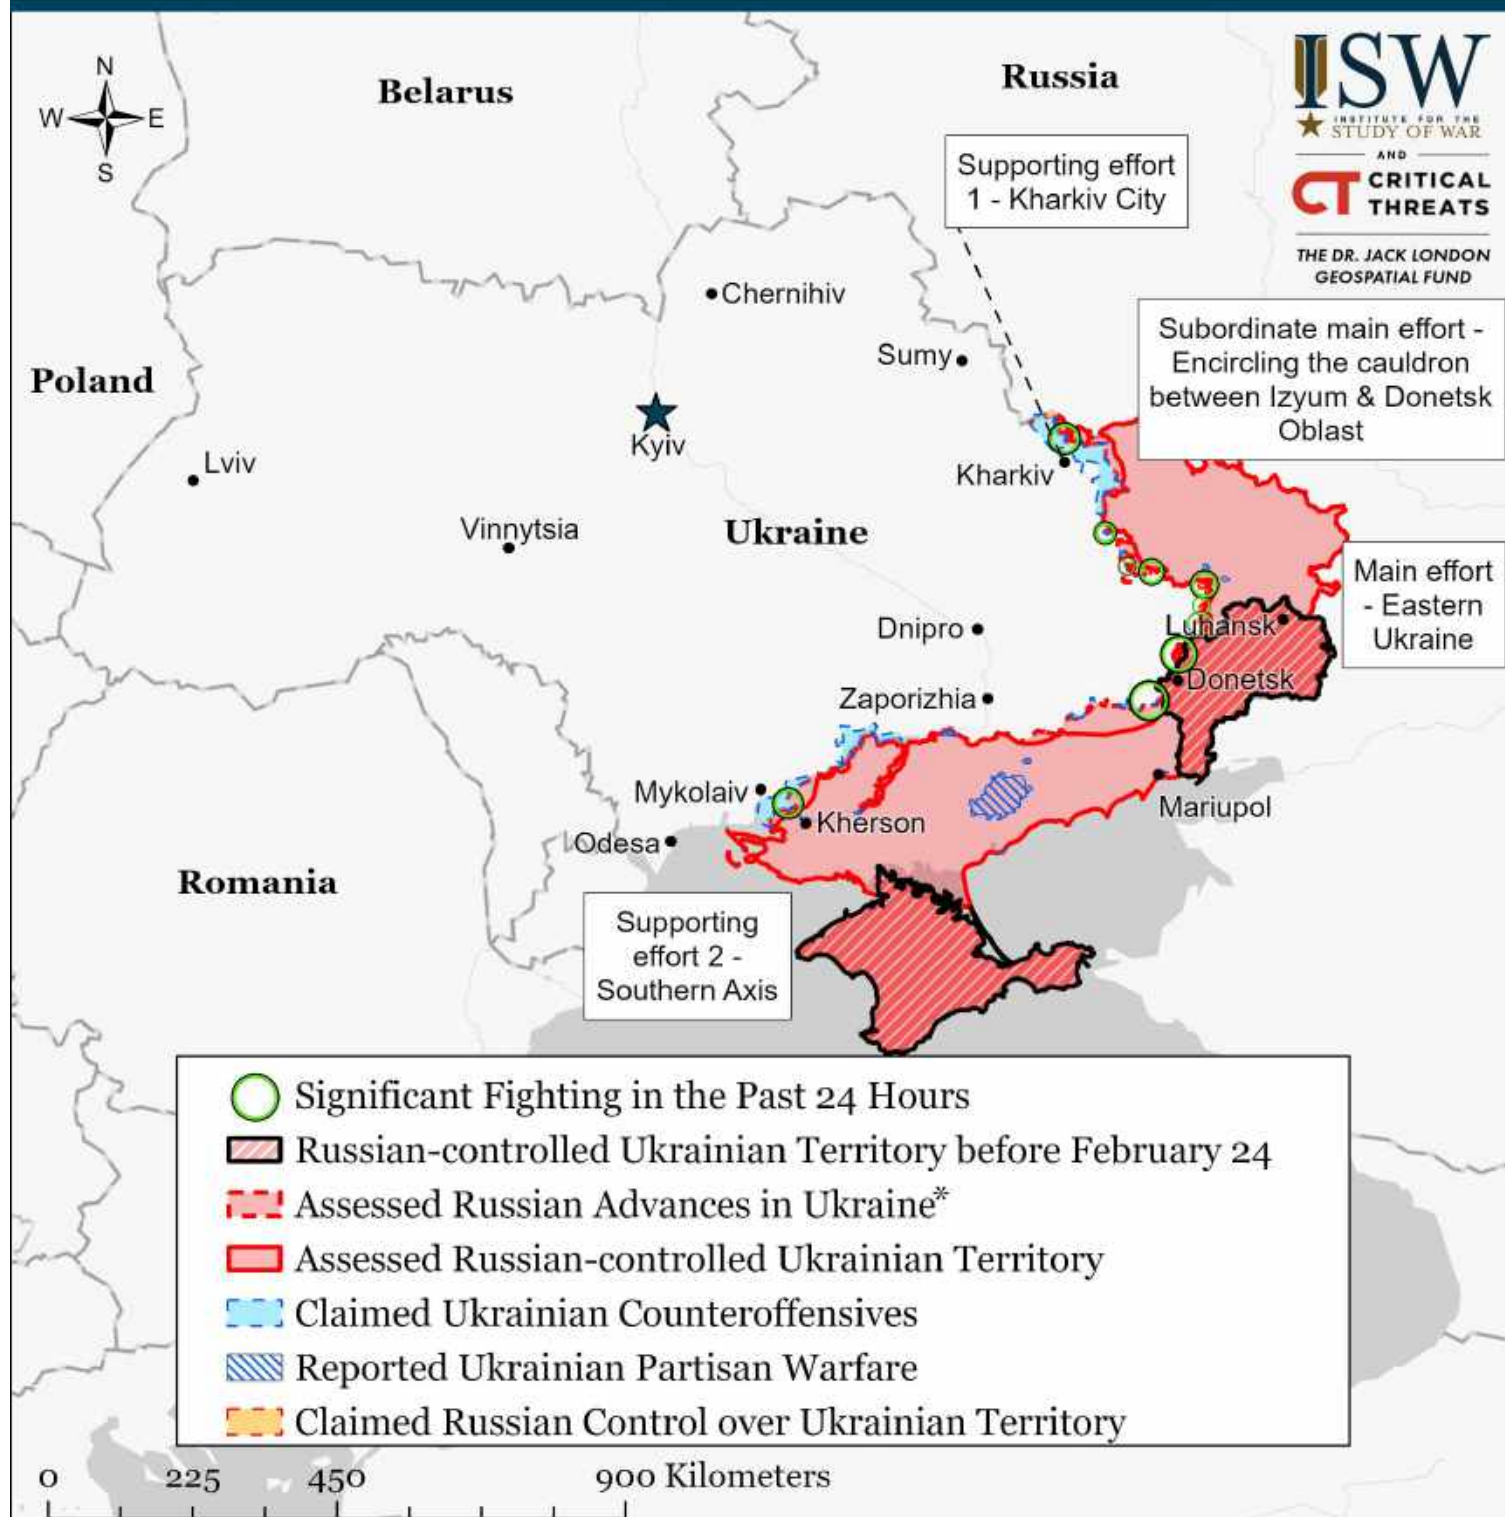 N
W E
S
Belarus
Russia
ISW
INSTITUTE FOR THE
STUDY OF WAR
AND
CT CRITICAL
THREATS
THE DR. JACK LONDON
GEOSPATIAL FUND
Supporting effort
1 - Kharkiv City
Chernihiv
Subordinate main effort -
Encircling the cauldron
between Izyum & Donetsk
Oblast
Sumy
Poland
Kyiv
Lviv
Kharkiv
Vinnytsia
Ukraine
Main effort
- Eastern
Ukraine
Dnipro
Luhansk
Donetsk
Zaporizhia
Mykolaiv
Mariupol
Kherson
Odesa
Romania
Supporting
effort 2 -
Southern Axis
Significant Fighting in the Past 24 Hours
Russian-controlled Ukrainian Territory before February 24
Assessed Russian Advances in Ukraine*
Assessed Russian-controlled Ukrainian Territory
Claimed Ukrainian Counteroffensives
Reported Ukrainian Partisan Warfare
Claimed Russian Control over Ukrainian Territory
0 225 450 900 Kilometers